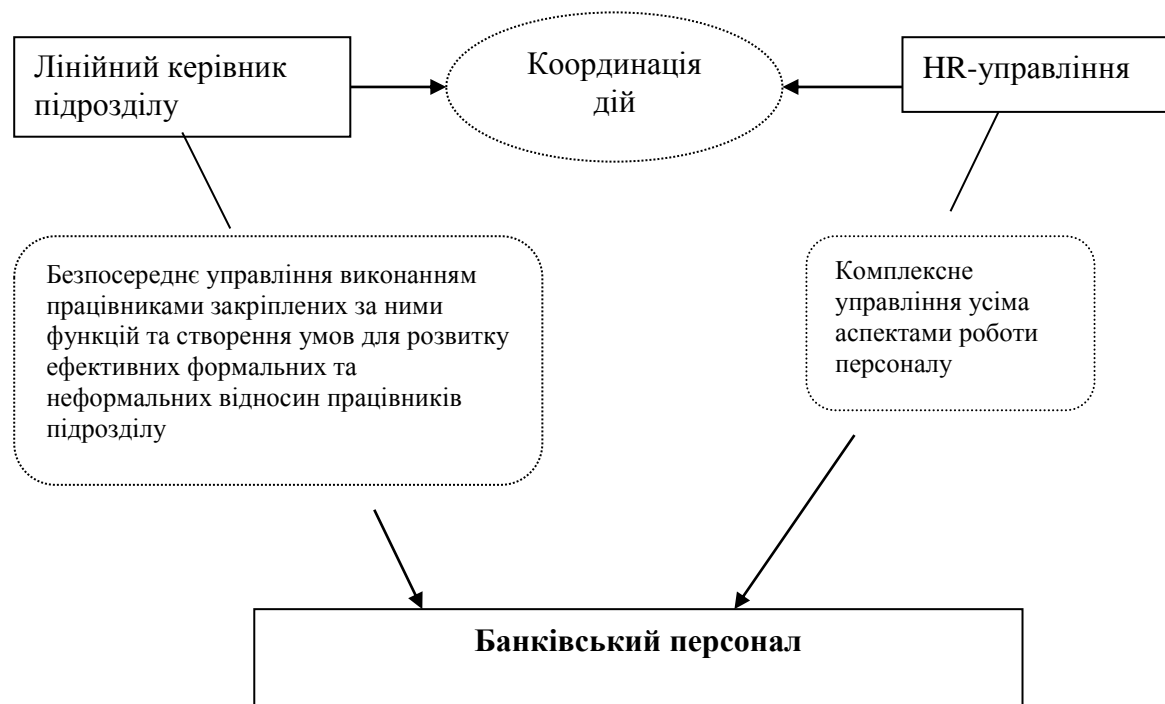 Лінійний керівник
підрозділу
Координація
дій
HR-управління
Безпосереднє управління виконанням
працівниками закріплених за ними
функцій та створення умов для розвитку
ефективних формальних та
неформальних відносин працівників
підрозділу
Комплексне
управління усіма
аспектами роботи
персоналу
Банківський персонал